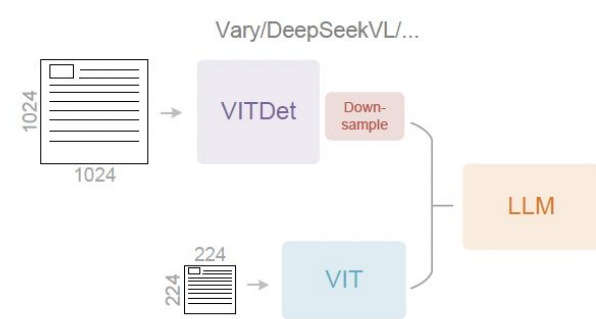 Vary/DeepSeekVL/...
1024
1024
VITDet
Down-
sample
LLM
224
224
VIT